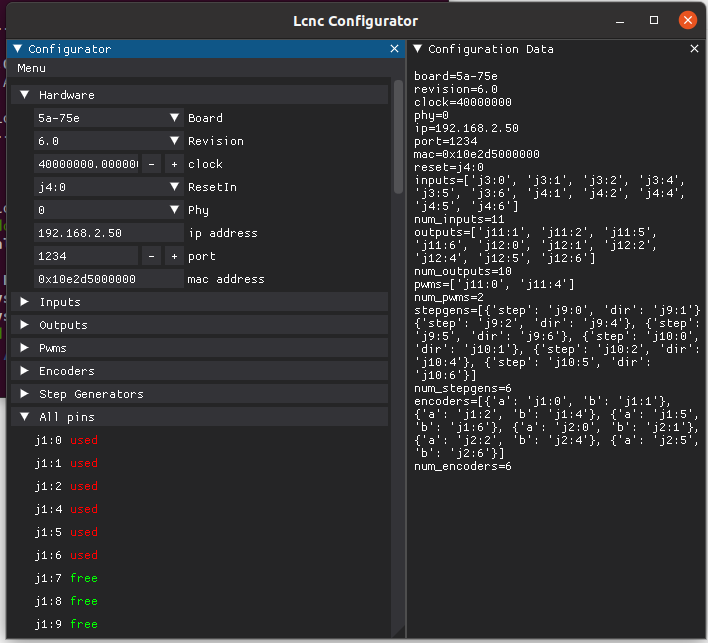 Lcnc Configurator
Configurator
Menu
Hardware
5a-75e Board
6.0 Revision
40000000.00000 - + clock
j4:0 ResetIn
0 Phy
192.168.2.50 ip address
1234 - + port
0x10e2d5000000 mac address
Inputs
Outputs
Pwms
Encoders
Step Generators
All pins
j1:0 used
j1:1 used
j1:2 used
j1:4 used
j1:5 used
j1:6 used
j1:7 free
j1:8 free
j1:9 free
Configuration Data
board=5a-75e
revision=6.0
clock=40000000
phy=0
ip=192.168.2.50
port=1234
mac=0x10e2d5000000
reset=j4:0
inputs=['j3:0', 'j3:1', 'j3:2', 'j3:4',
'j3:5', 'j3:6', 'j4:1', 'j4:2', 'j4:4',
'j4:5', 'j4:6']
num_inputs=11
outputs=['j11:1', 'j11:2', 'j11:5',
'j11:6', 'j12:0', 'j12:1', 'j12:2',
'j12:4', 'j12:5', 'j12:6']
num_outputs=10
pwms=['j11:0', 'j11:4']
num_pwms=2
stepgens=[{'step': 'j9:0', 'dir': 'j9:1'}
{'step': 'j9:2', 'dir': 'j9:4'}, {'step':
'j9:5', 'dir': 'j9:6'}, {'step': 'j10:0',
'dir': 'j10:1'}, {'step': 'j10:2', 'dir':
'j10:4'}, {'step': 'j10:5', 'dir':
'j10:6'}]
num_stepgens=6
encoders=[{'a': 'j1:0', 'b': 'j1:1'},
{'a': 'j1:2', 'b': 'j1:4'}, {'a': 'j1:5',
'b': 'j1:6'}, {'a': 'j2:0', 'b': 'j2:1'},
{'a': 'j2:2', 'b': 'j2:4'}, {'a': 'j2:5',
'b': 'j2:6'}]
num_encoders=6